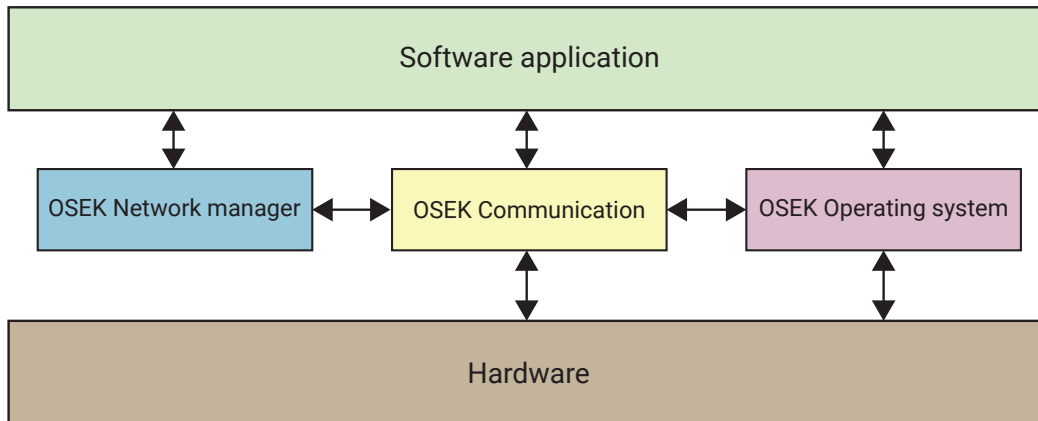 Software application
OSEK Network manager
OSEK Communication
OSEK Operating system
Hardware